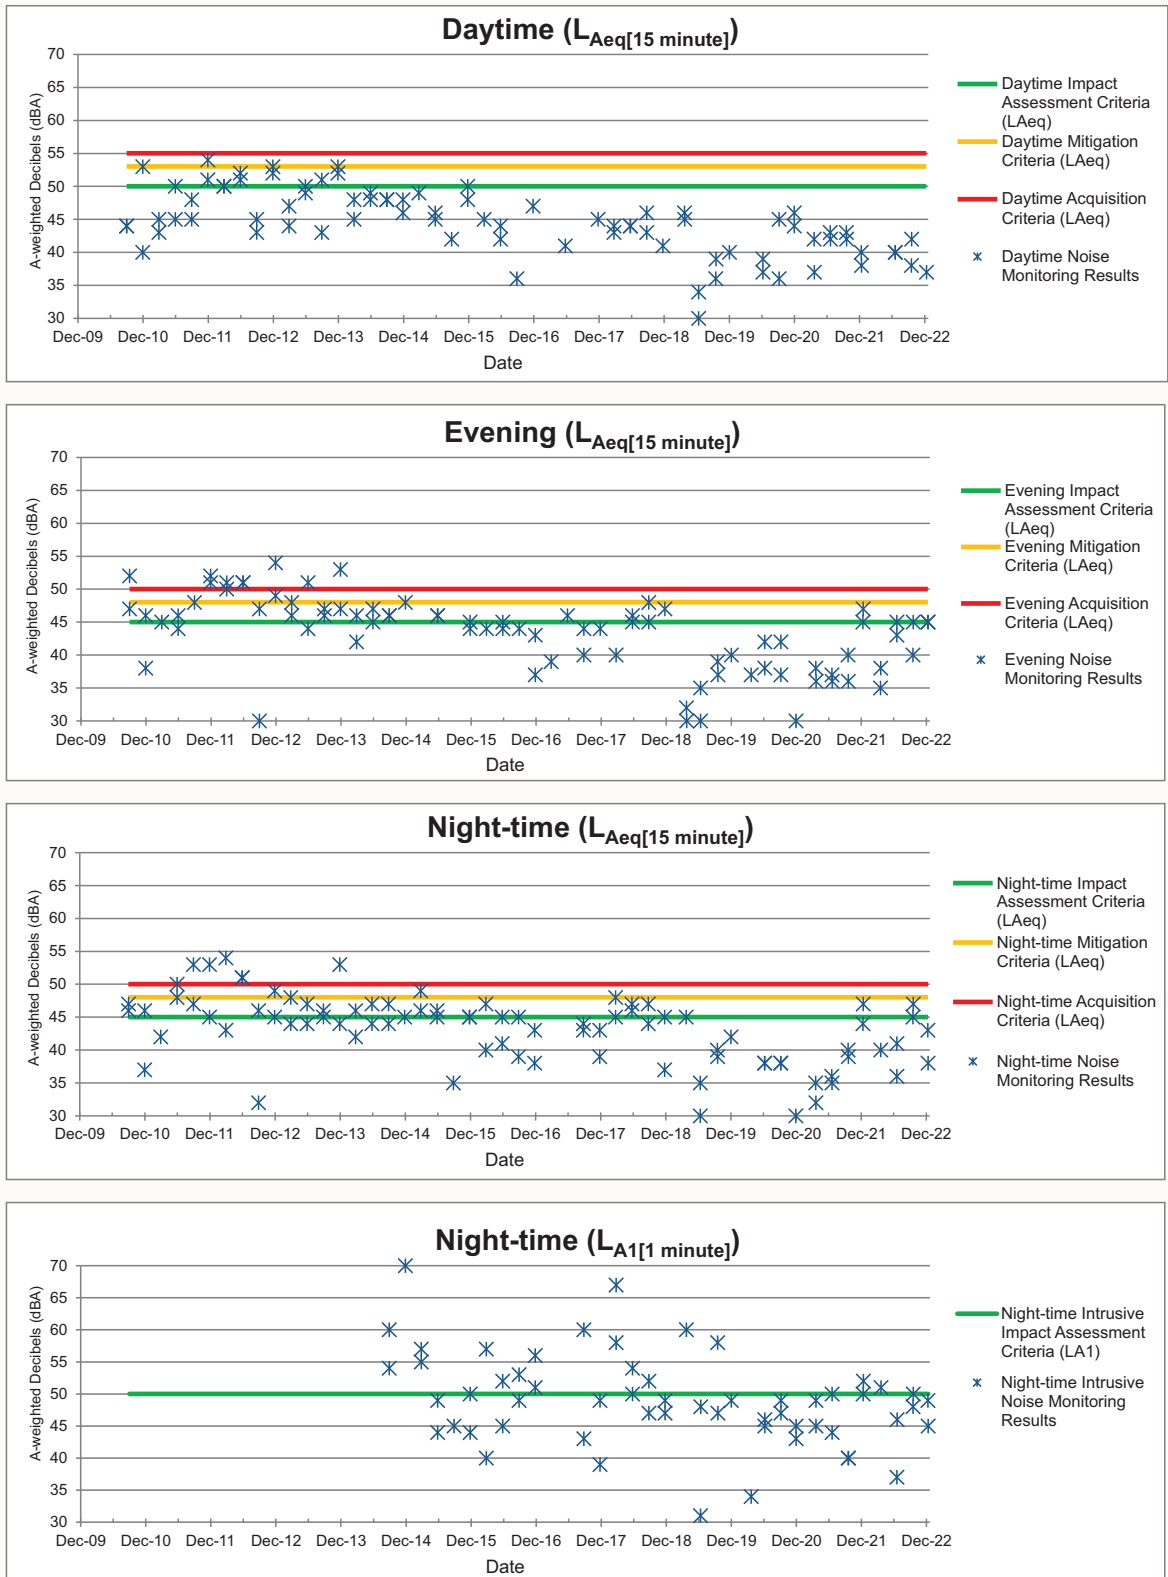 Daytime (LAeq[15 minute])
A-weighted Decibels (dBA)
70
65
60
55
50
45
40
35
30
Dec-09 Dec-10 Dec-11 Dec-12 Dec-13 Dec-14 Dec-15 Dec-16 Dec-17 Dec-18 Dec-19 Dec-20 Dec-21 Dec-22
Date
Daytime Impact
Assessment Criteria
(LAeq)
Daytime Mitigation
Criteria (LAeq)
Daytime Acquisition
Criteria (LAeq)
Daytime Noise
Monitoring Results
Evening (LAeq[15 minute])
A-weighted Decibels (dBA)
70
65
60
55
50
45
40
35
30
Dec-09 Dec-10 Dec-11 Dec-12 Dec-13 Dec-14 Dec-15 Dec-16 Dec-17 Dec-18 Dec-19 Dec-20 Dec-21 Dec-22
Date
Evening Impact
Assessment Criteria
(LAeq)
Evening Mitigation
Criteria (LAeq)
Evening Acquisition
Criteria (LAeq)
Evening Noise
Monitoring Results
Night-time (LAeq[15 minute])
A-weighted Decibels (dBA)
70
65
60
55
50
45
40
35
30
Dec-09 Dec-10 Dec-11 Dec-12 Dec-13 Dec-14 Dec-15 Dec-16 Dec-17 Dec-18 Dec-19 Dec-20 Dec-21 Dec-22
Date
Night-time Impact
Assessment Criteria
(LAeq)
Night-time Mitigation
Criteria (LAeq)
Night-time Acquisition
Criteria (LAeq)
Night-time Noise
Monitoring Results
Night-time (LA1[1 minute])
A-weighted Decibels (dBA)
70
65
60
55
50
45
40
35
30
Dec-09 Dec-10 Dec-11 Dec-12 Dec-13 Dec-14 Dec-15 Dec-16 Dec-17 Dec-18 Dec-19 Dec-20 Dec-21 Dec-22
Date
Night-time Intrusive
Impact Assessment
Criteria (LA1)
Night-time Intrusive
Noise Monitoring
Results